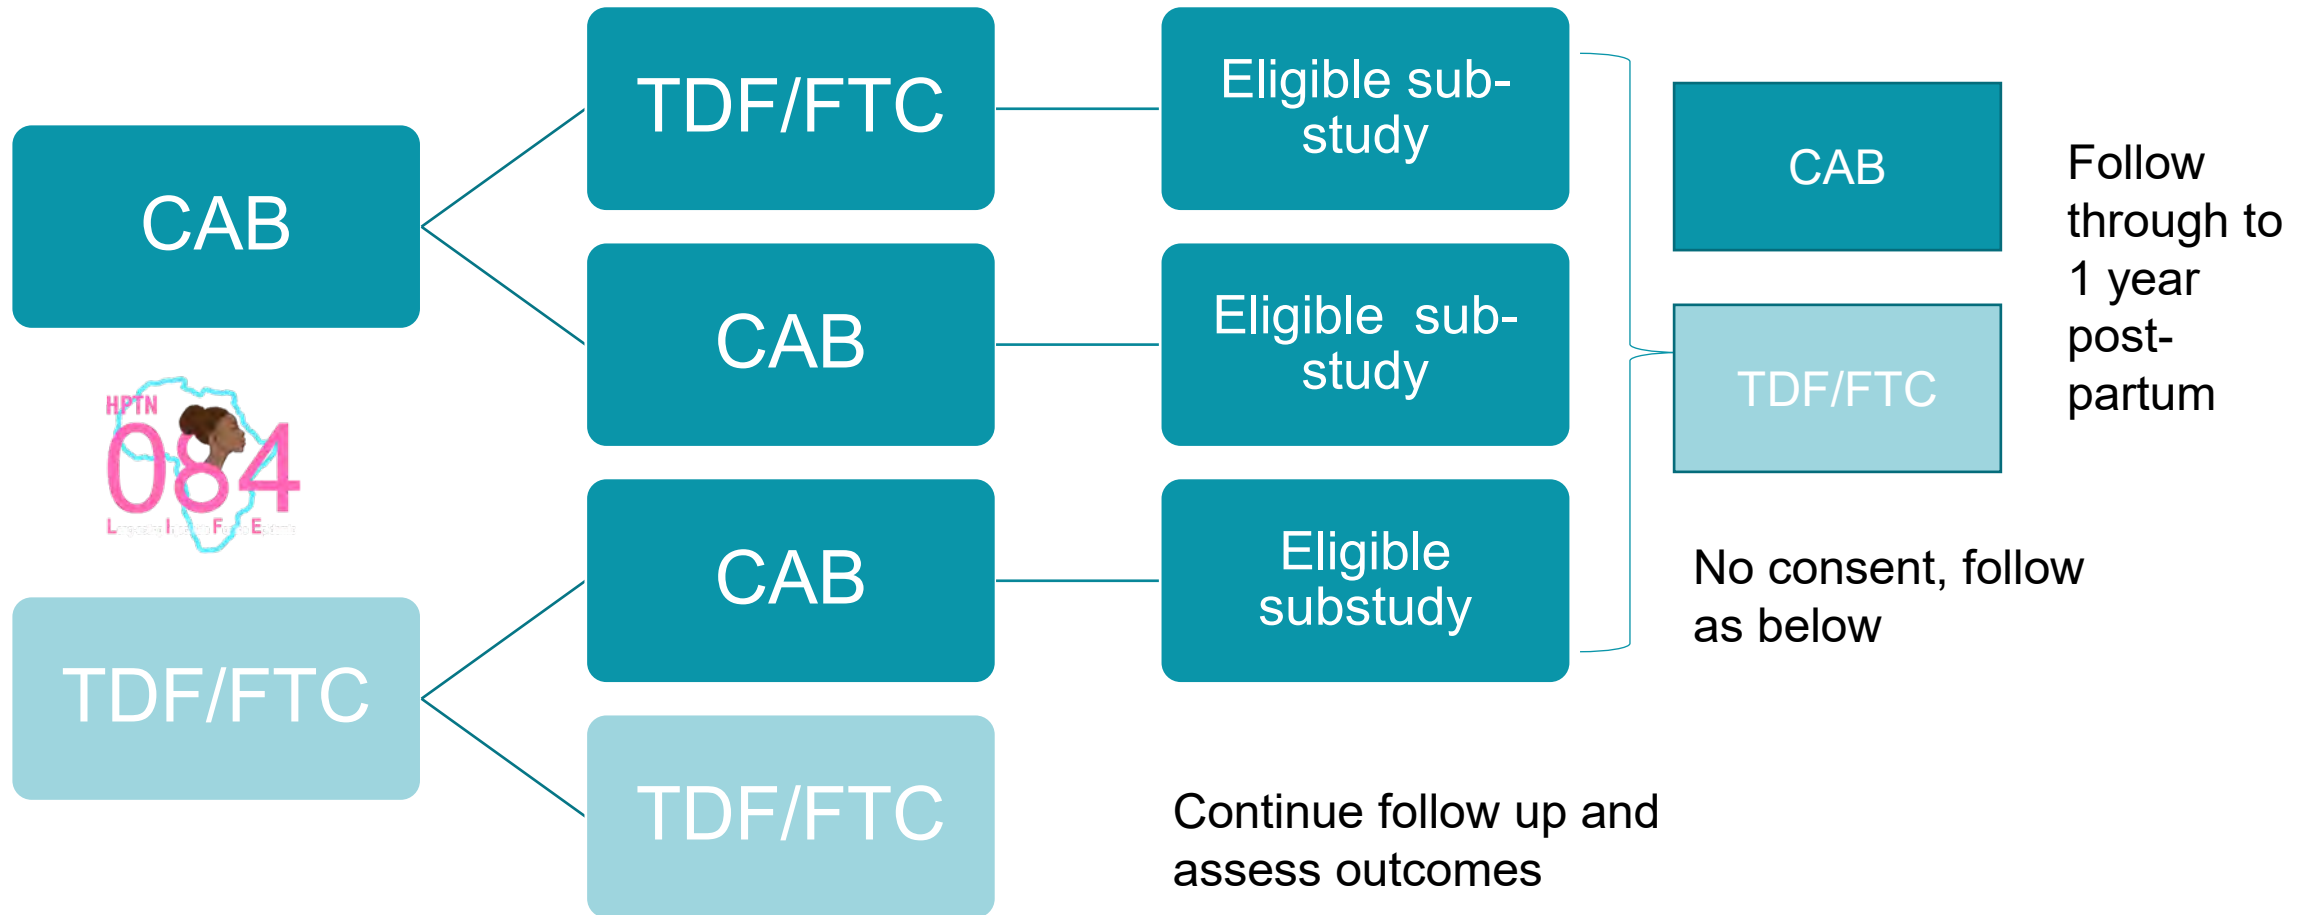 CAB
TDF/FTC
Eligible sub-
study
CAB
Eligible  sub-
study
CAB
Eligible
substudy
TDF/FTC
TDF/FTC
CAB
TDF/FTC
Follow
through to
1 year
post-
partum
No consent, follow
as below
Continue follow up and
assess outcomes
HPTN
084
L I F E